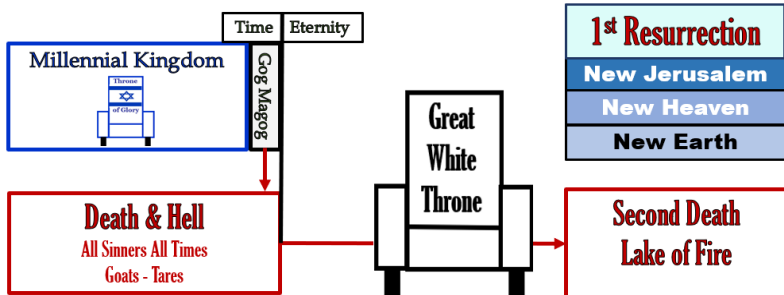 Time Eternity
Millennial Kingdom
Throne
of Glory
Gog Magog
Death & Hell
All Sinners All Times
Goats - Tares
Great
White
Throne
1st Resurrection
New Jerusalem
New Heaven
New Earth
Second Death
Lake of Fire